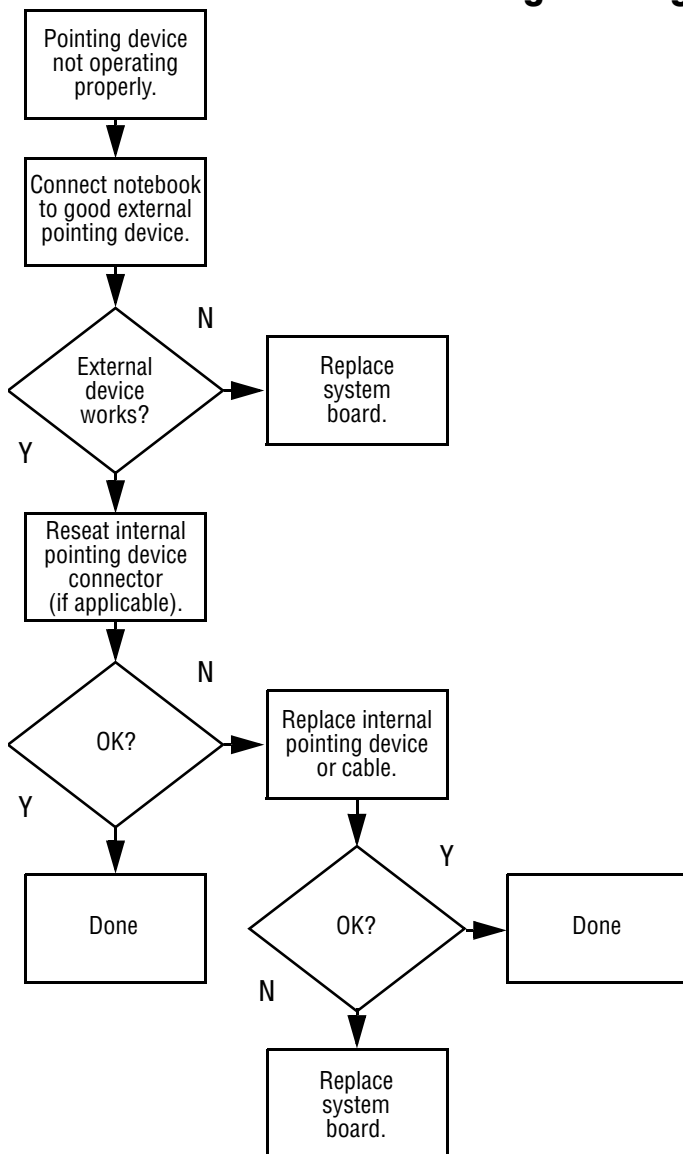 Pointing device
not operating
properly.
Connect notebook
to good external
pointing device.
N
External
device
works?
Replace
system
board.
Y
Reseat internal
pointing device
connector
(if applicable).
N
OK?
Replace internal
pointing device
or cable.
Y
Y
Done
OK?
Done
N
Replace
system
board.